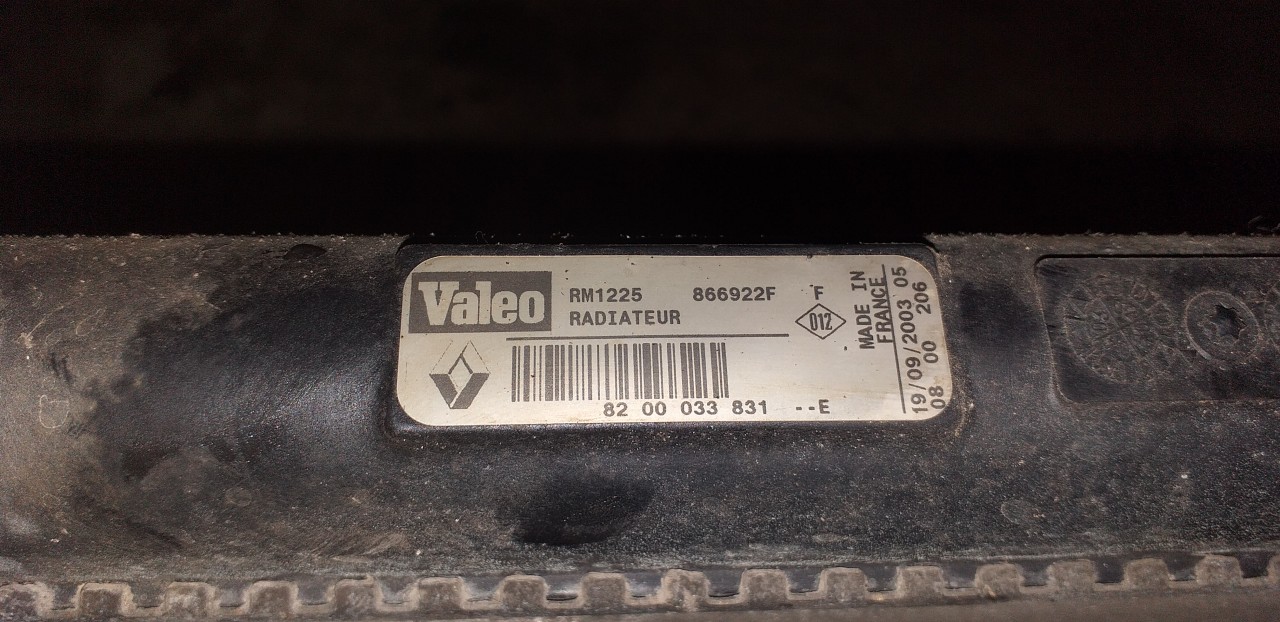 Valeo
RM1225 866922F F
RADIATEUR
012
82 00 033 831 --E
MADE IN
FRANCE
19/09/2003 05
08 00 206